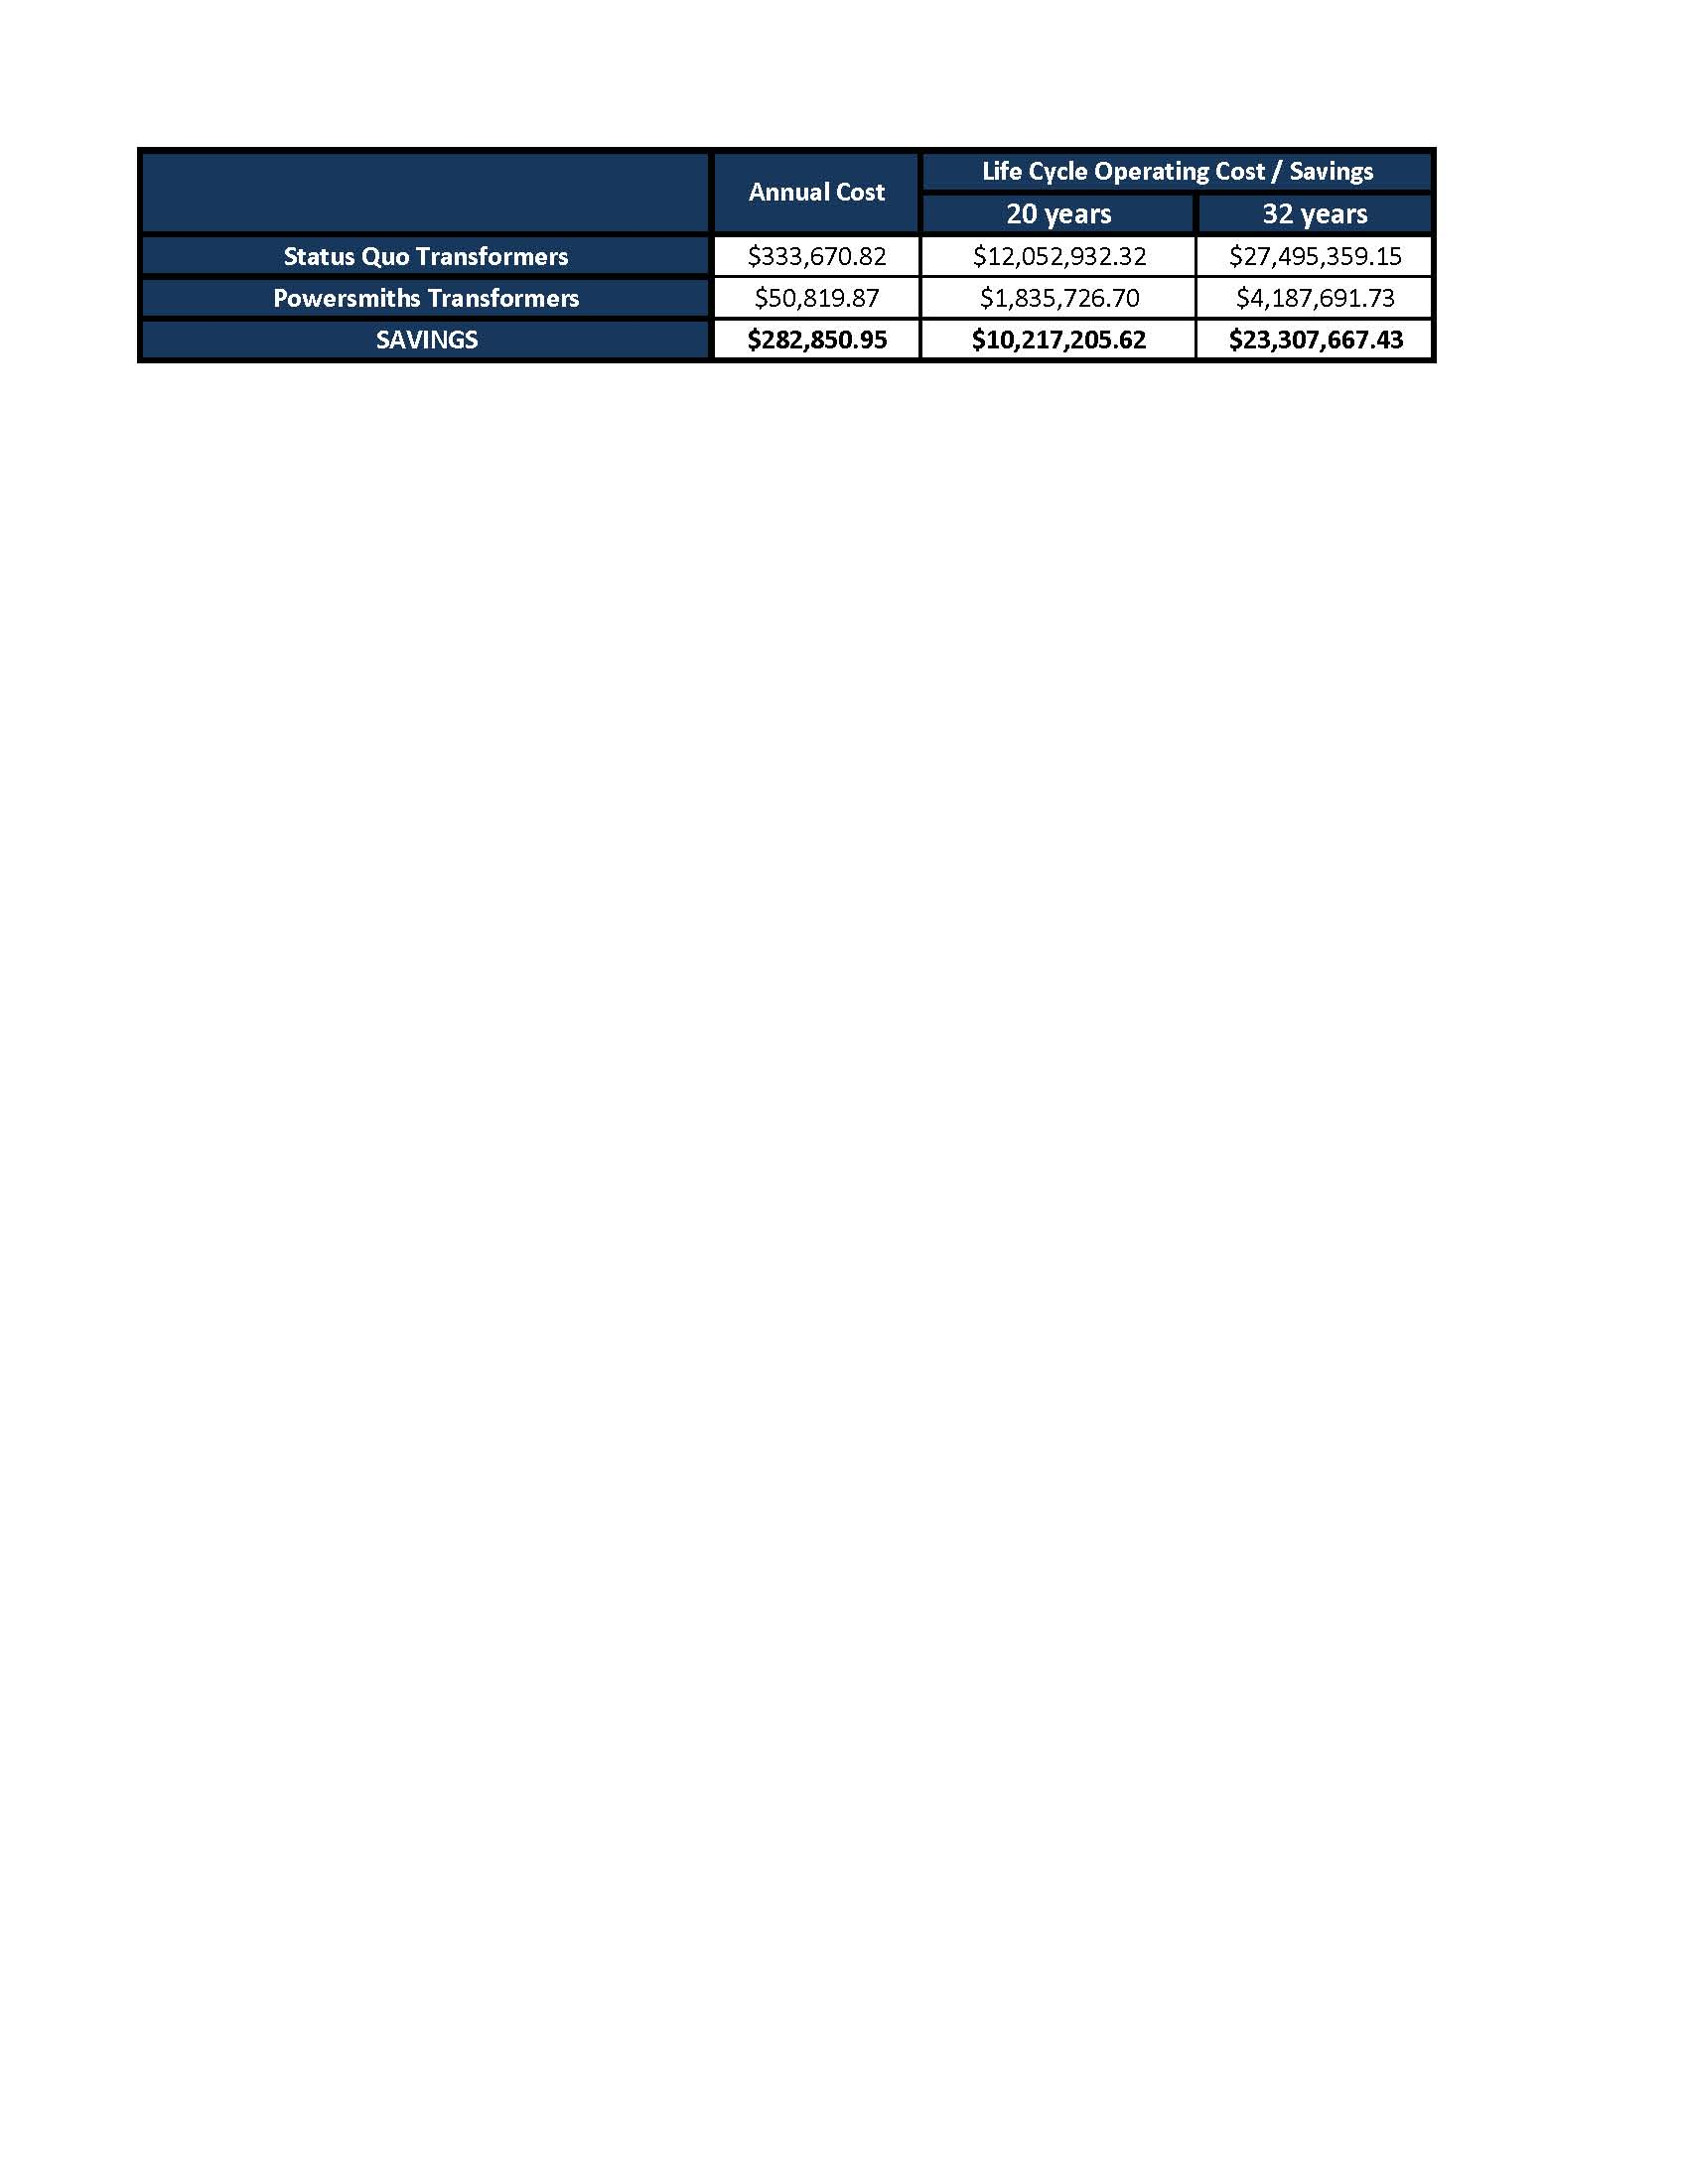 Annual Cost
Life Cycle Operating Cost / Savings
20 years 32 years
Status Quo Transformers $333,670.82 $12,052,932.32 $27,495,359.15
Powersmiths Transformers $50,819.87 $1,835,726.70 $4,187,691.73
SAVINGS $282,850.95 $10,217,205.62 $23,307,667.43